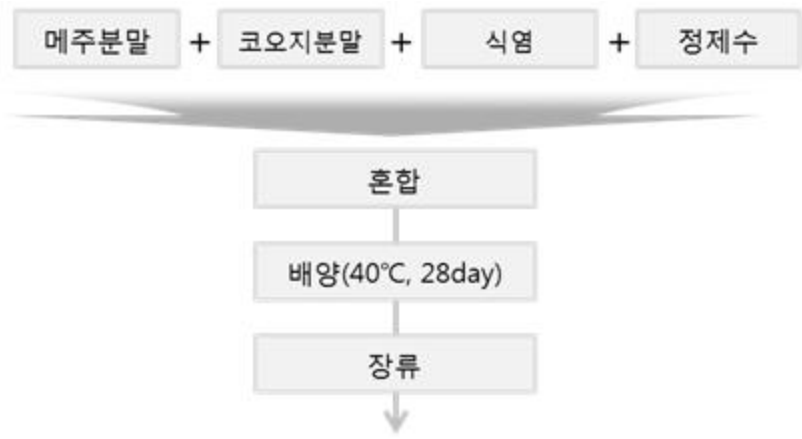 메주분말 + 코오지분말 + 식염 + 정제수
혼합
배양(40℃, 28day)
장류